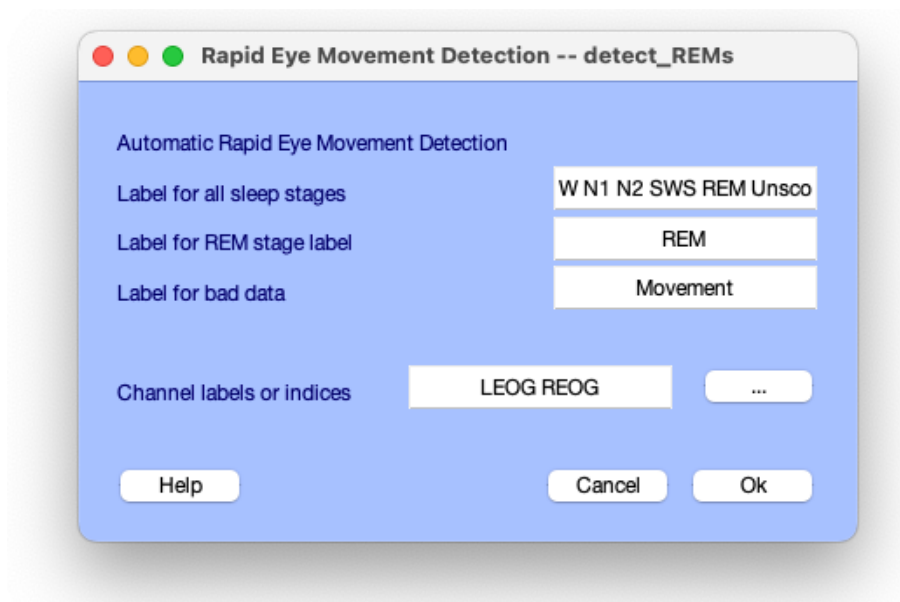 Rapid Eye Movement Detection -- detect_REMs
Automatic Rapid Eye Movement Detection
Label for all sleep stages W N1 N2 SWS REM Unsco
Label for REM stage label REM
Label for bad data Movement
Channel labels or indices LEOG REOG ...
Help Cancel Ok